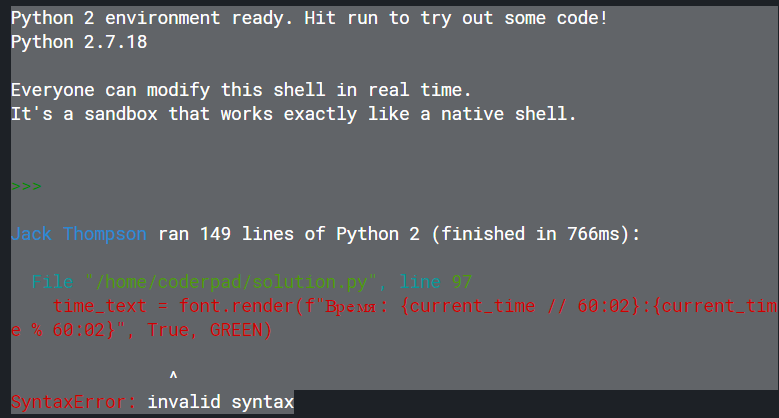 Python 2 environment ready. Hit run to try out some code!
Python 2.7.18
Everyone can modify this shell in real time.
It's a sandbox that works exactly like a native shell.
>>>
Jack Thompson ran 149 lines of Python 2 (finished in 766ms):
File "/home/coderpad/solution.py", line 97
time_text = font.render(f"Время: {current_time // 60:02}:{current_tim
e % 60:02}", True, GREEN)
^
SyntaxError: invalid syntax